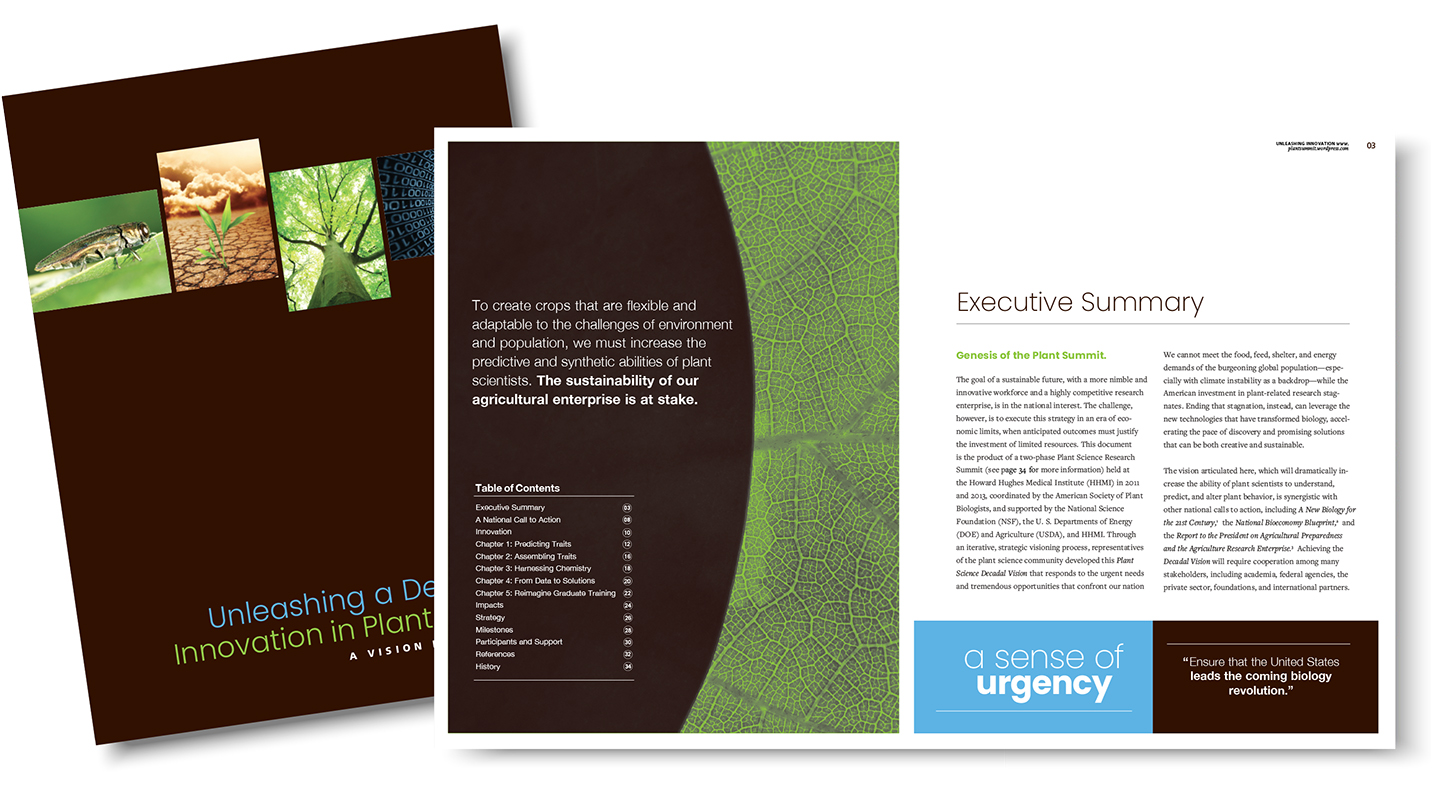 Unleashing a De
Innovation in Plant
A VISION
To create crops that are flexible and
adaptable to the challenges of environment
and population, we must increase the
predictive and synthetic abilities of plant
scientists. The sustainability of our
agricultural enterprise is at stake.
Table of Contents
Executive Summary 03
A National Call to Action 08
Innovation 10
Chapter 1: Predicting Traits 12
Chapter 2: Assembling Traits 16
Chapter 3: Harnessing Chemistry 18
Chapter 4: From Data to Solutions 20
Chapter 5: Reimagine Graduate Training 22
Impacts 24
Strategy 26
Milestones 28
Participants and Support 30
References 32
History 34
UNLEASHING INNOVATION www.
plantsummit.wordpress.com
03
Executive Summary
Genesis of the Plant Summit.
The goal of a sustainable future, with a more nimble and
innovative workforce and a highly competitive research
enterprise, is in the national interest. The challenge,
however, is to execute this strategy in an era of eco-
nomic limits, when anticipated outcomes must justify
the investment of limited resources. This document
is the product of a two-phase Plant Science Research
Summit (see page 34 for more information) held at
the Howard Hughes Medical Institute (HHMI) in 2011
and 2013, coordinated by the American Society of Plant
Biologists, and supported by the National Science
Foundation (NSF), the U. S. Departments of Energy
(DOE) and Agriculture (USDA), and HHMI. Through
an iterative, strategic visioning process, representatives
of the plant science community developed this Plant
Science Decadal Vision that responds to the urgent needs
and tremendous opportunities that confront our nation
We cannot meet the food, feed, shelter, and energy
demands of the burgeoning global population—espe-
cially with climate instability as a backdrop—while the
American investment in plant-related research stag-
nates. Ending that stagnation, instead, can leverage the
new technologies that have transformed biology, accel-
erating the pace of discovery and promising solutions
that can be both creative and sustainable.
The vision articulated here, which will dramatically in-
crease the ability of plant scientists to understand,
predict, and alter plant behavior, is synergistic with
other national calls to action, including A New Biology for
the 21st Century,¹ the National Bioeconomy Blueprint,² and
the Report to the President on Agricultural Preparedness
and the Agriculture Research Enterprise.³ Achieving the
Decadal Vision will require cooperation among many
stakeholders, including academia, federal agencies, the
private sector, foundations, and international partners.
a sense of
urgency
“Ensure that the United States
leads the coming biology
revolution.”